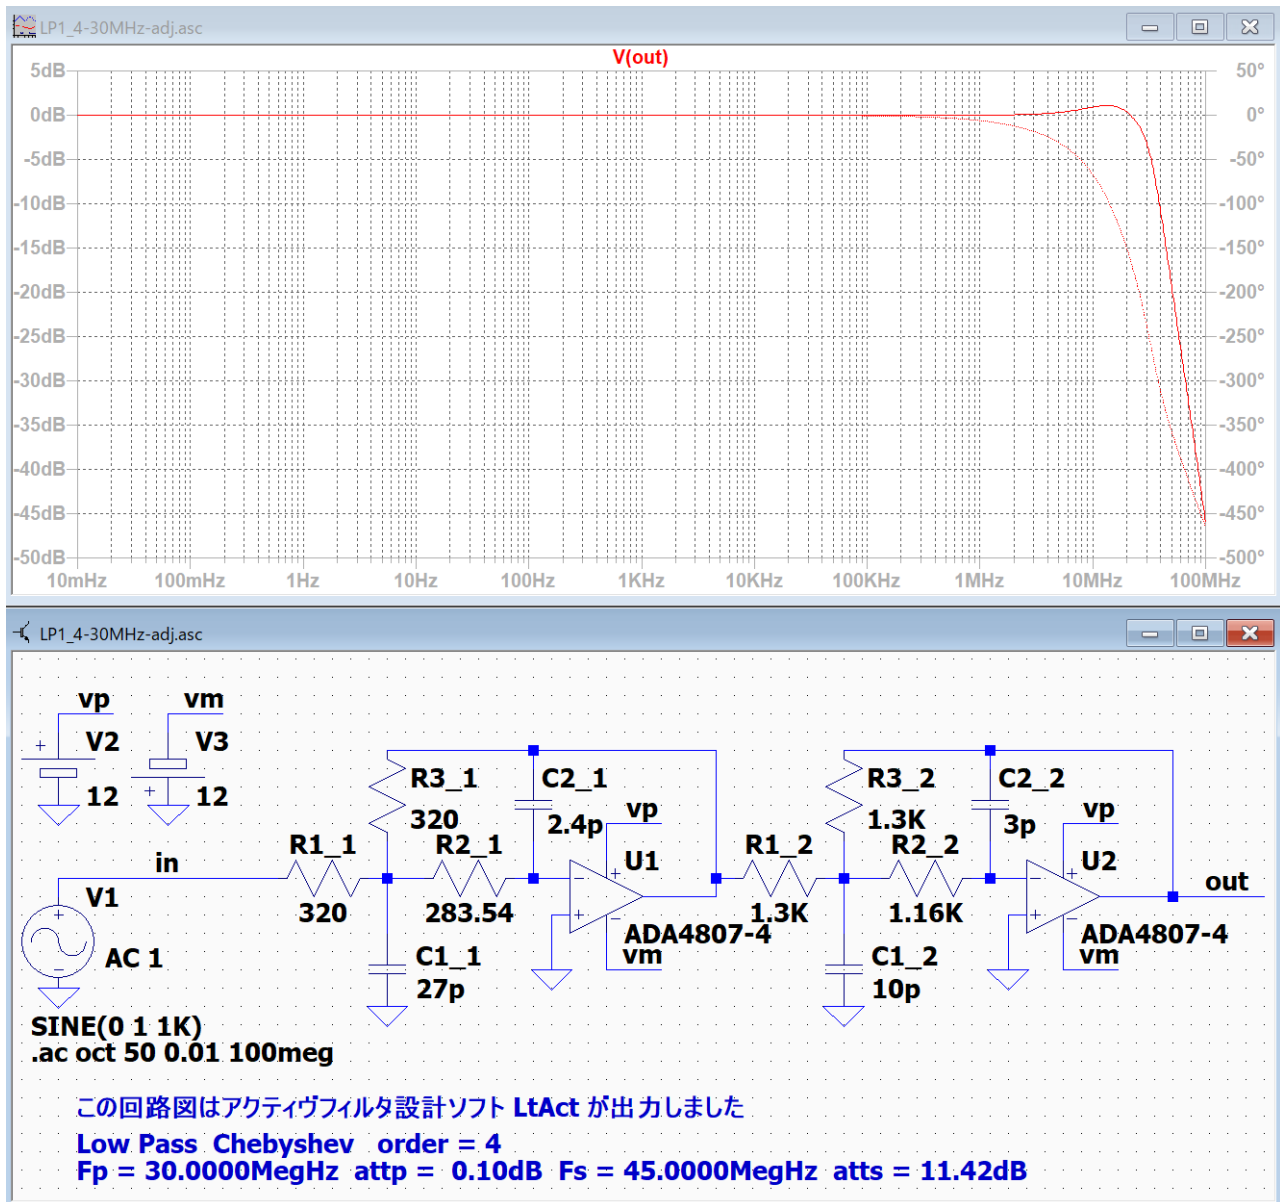 LP1_4-30MHz-adj.asc
V(out)
5dB 50°
0dB 0°
-5dB -50°
-10dB -100°
-15dB -150°
-20dB -200°
-25dB -250°
-30dB -300°
-35dB -350°
-40dB -400°
-45dB -450°
-50dB -500°
10mHz 100mHz 1Hz 10Hz 100Hz 1KHz 10KHz 100KHz 1MHz 10MHz 100MHz
LP1_4-30MHz-adj.asc
vp vm
V2 V3
12 12
R3_1 C2_1 R3_2 C2_2
320 2.4p vp 1.3K 3p vp
in R1_1 R2_1 U1 R1_2 R2_2 U2
out
V1 320 283.54 1.3K 1.16K
ADA4807-4 ADA4807-4
AC 1 C1_1 vm C1_2 vm
27p 10p
SINE(0 1 1K)
.ac oct 50 0.01 100meg
この回路図はアクティヴフィルタ設計ソフト LtAct が出力しました
Low Pass Chebyshev order = 4
Fp = 30.0000MegHz attp = 0.10dB Fs = 45.0000MegHz atts = 11.42dB